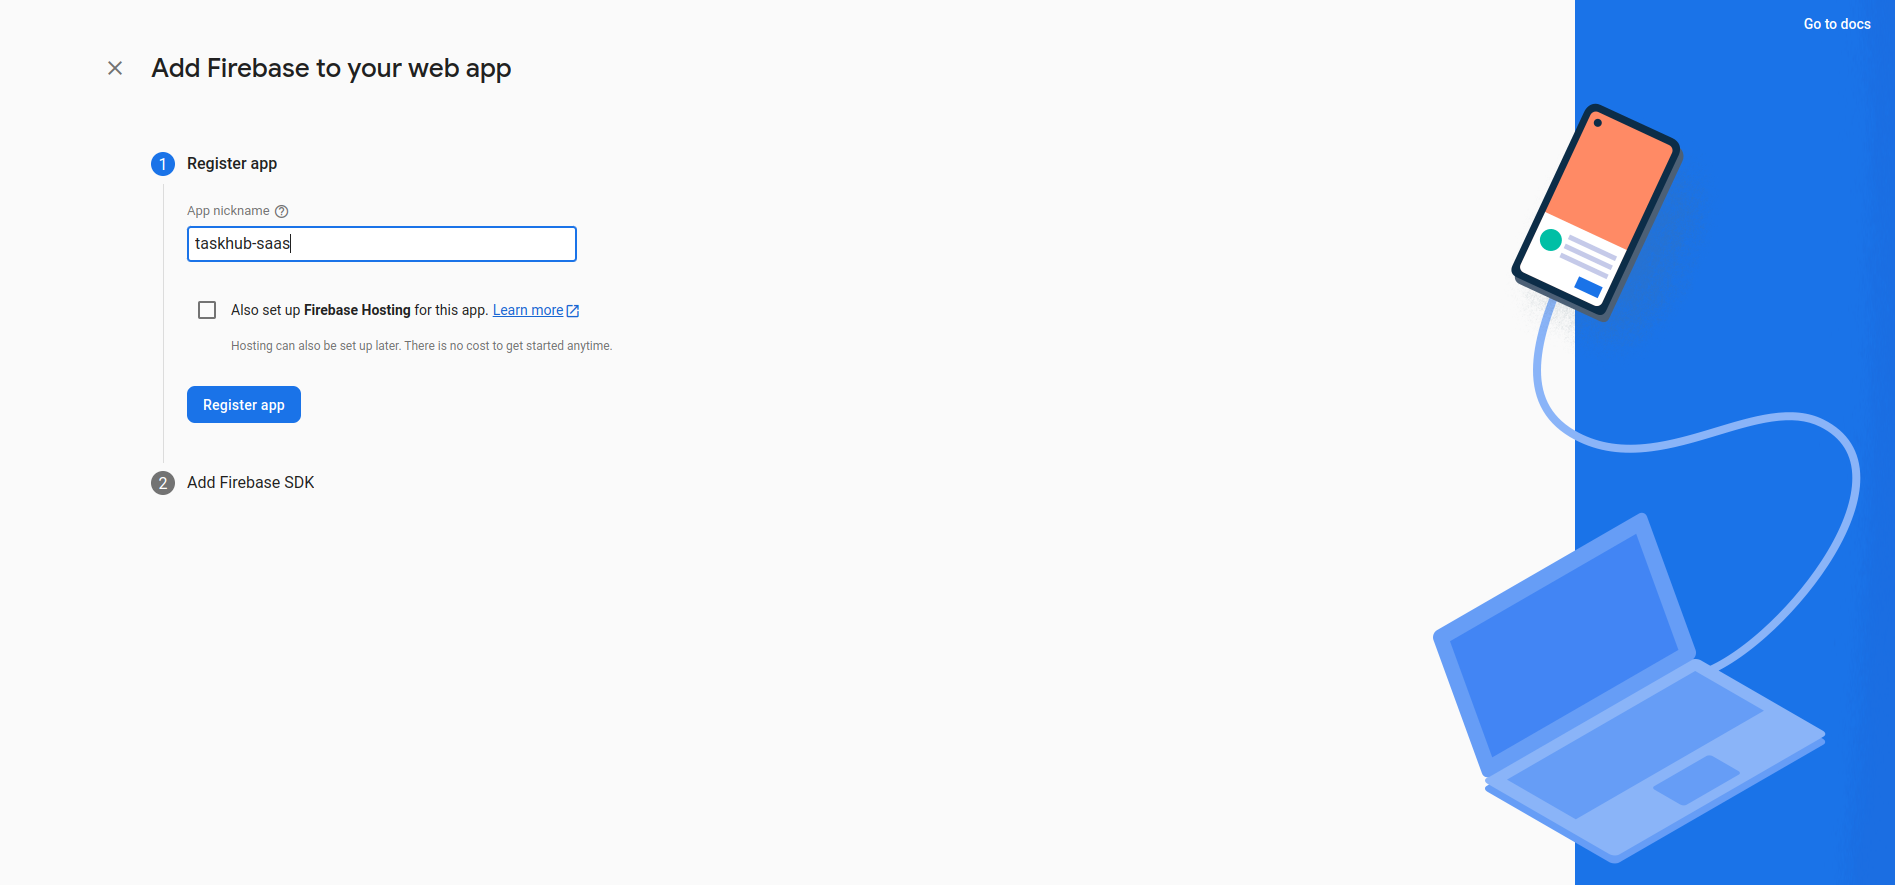 Go to docs
Add Firebase to your web app
1 Register app
App nickname
taskhub-saas
Also set up Firebase Hosting for this app. Learn more
Hosting can also be set up later. There is no cost to get started anytime.
Register app
2 Add Firebase SDK